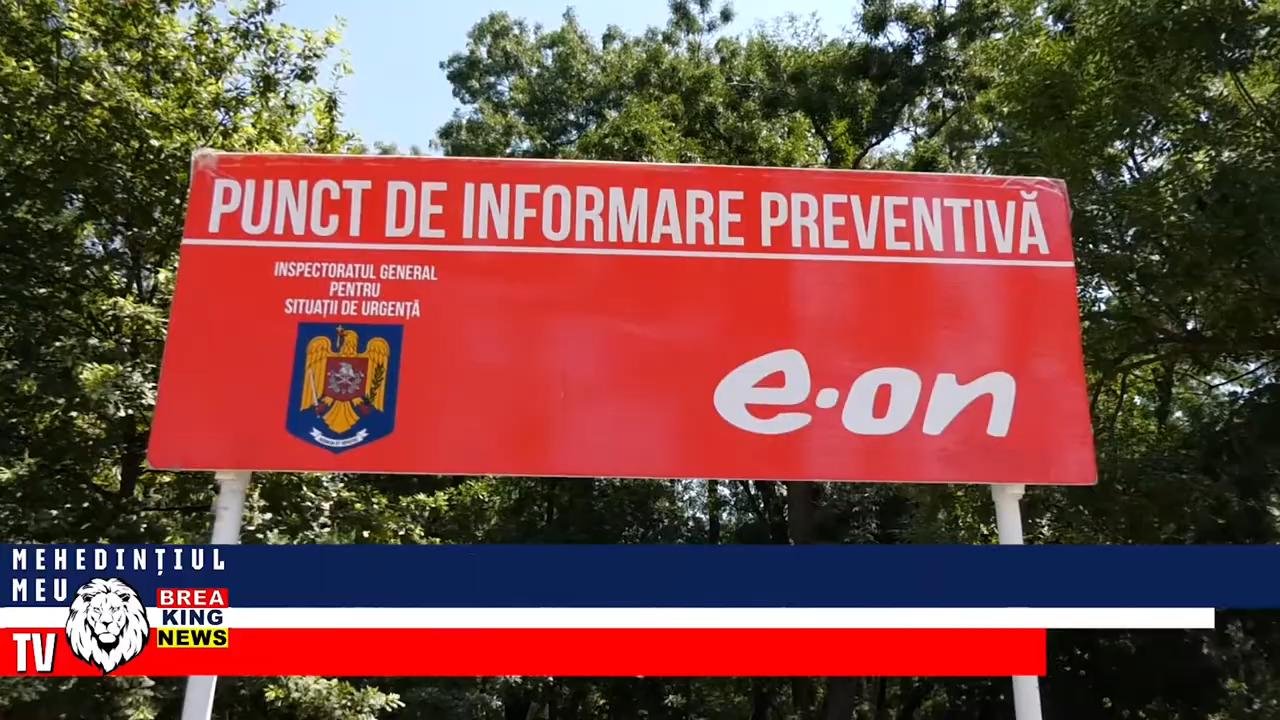 PUNCT DE INFORMARE PREVENTIVĂ
INSPECTORATUL GENERAL
PENTRU
SITUAȚII DE URGENȚĂ
e·on
MEHEDINȚIUL
MEU
TV
BREA
KING
NEWS